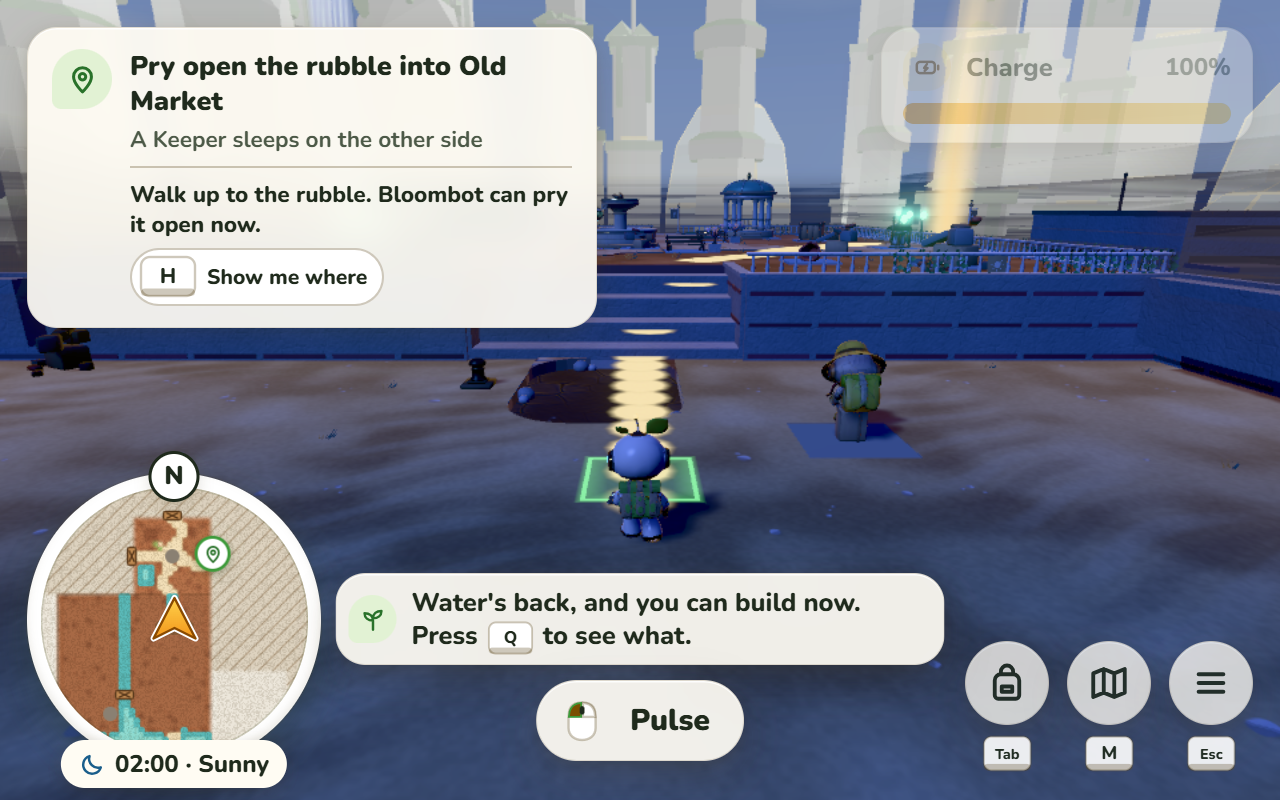 Pry open the rubble into Old
Market
A Keeper sleeps on the other side
Walk up to the rubble. Bloombot can pry
it open now.
H Show me where
Charge 100%
N
Water's back, and you can build now.
Press Q to see what.
Pulse
02:00 · Sunny
Tab
M
Esc